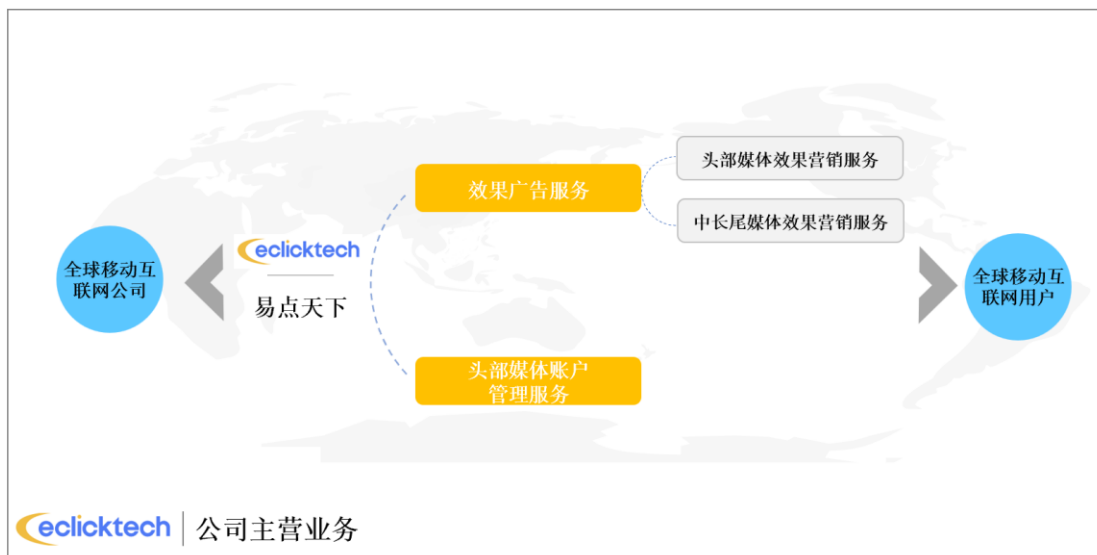 头部媒体效果营销服务
效果广告服务
中长尾媒体效果营销服务
eclicktech
全球移动互
联网公司
全球移动互
联网用户
易点天下
头部媒体账户
管理服务
eclicktech
公司主营业务